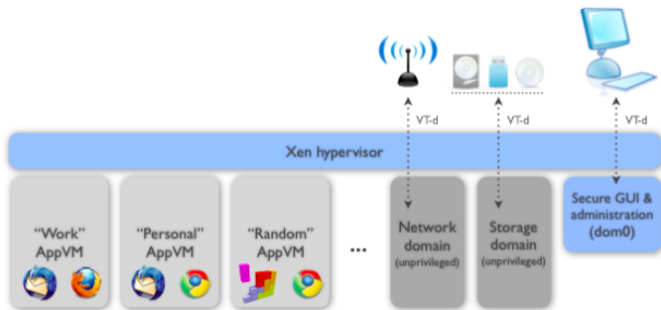 VT-d
VT-d
VT-d
Xen hypervisor
"Work"
AppVM
"Personal"
AppVM
"Random"
AppVM
...
Network
domain
(unprivileged)
Storage
domain
(unprivileged)
Secure GUI &
administration
(dom0)